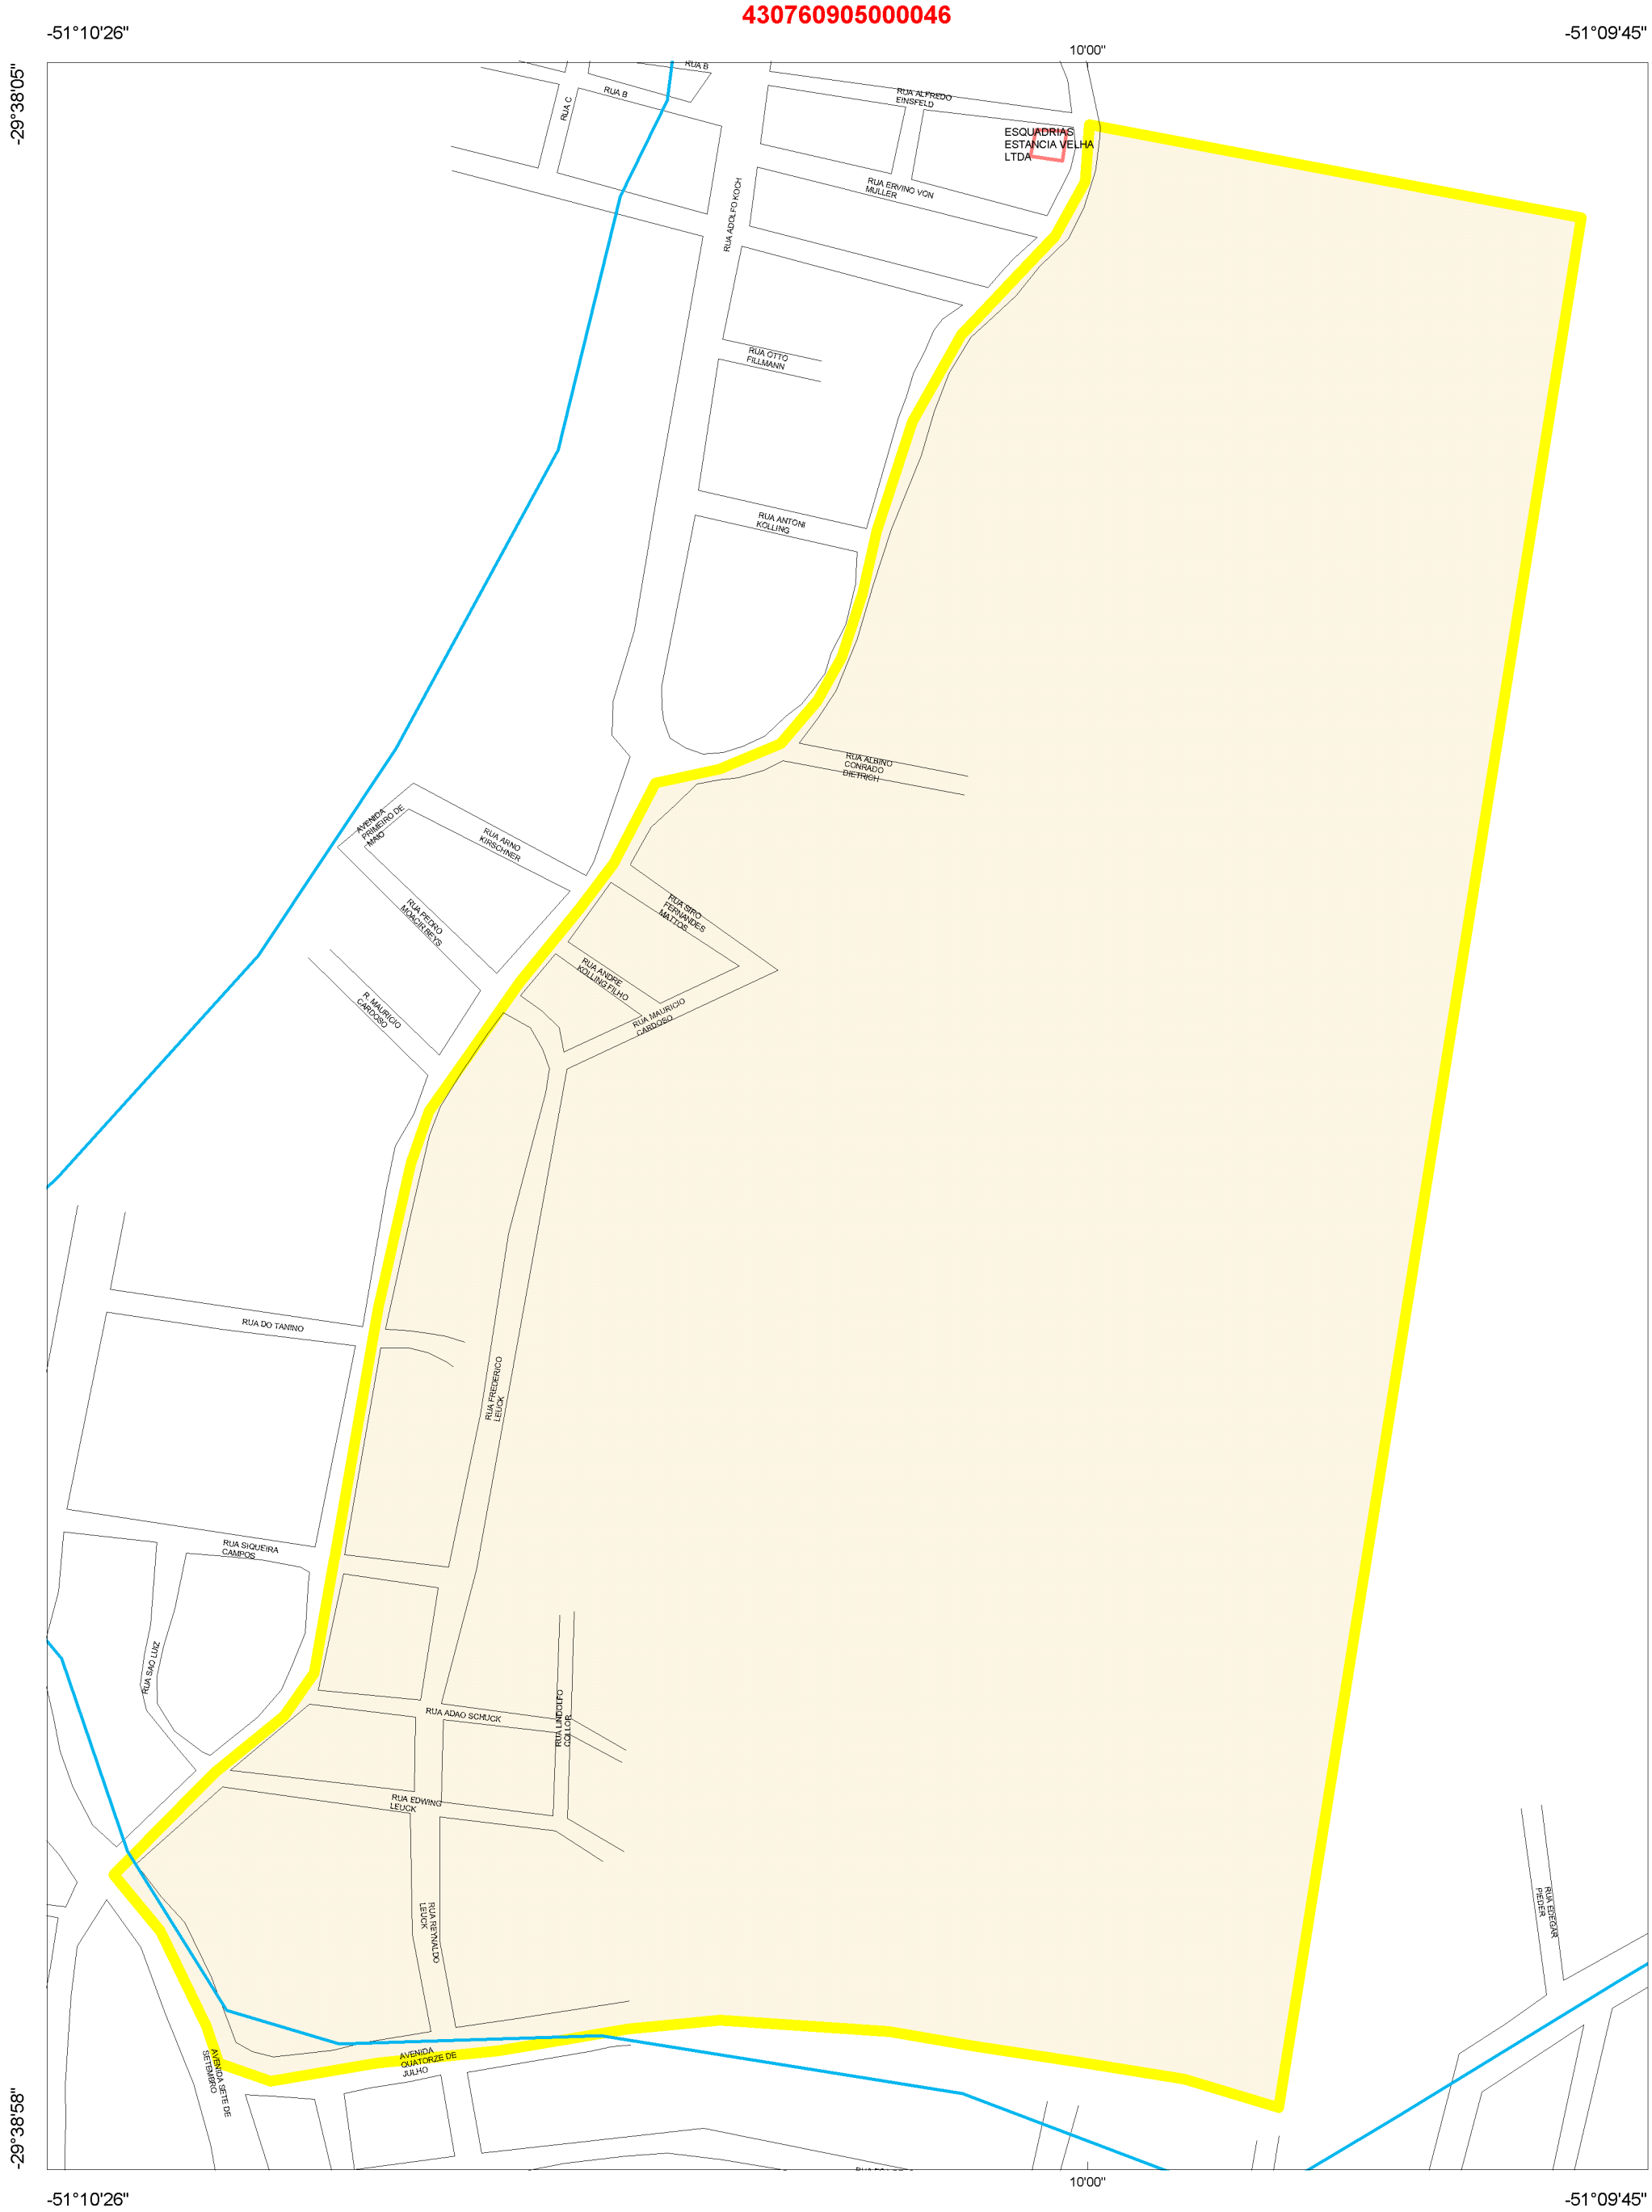 430760905000046
-51°10'26"
-51°09'45"
10'00"
-29°38'05"
RUA B
RUA B
RUA C
RUA ALFREDO
EINSFELD
ESQUADRIAS
ESTANCIA VELHA
LTDA
RUA ERVINO VON
MULLER
RUA ADOLFO KOCH
RUA OTTO
FILLMANN
RUA ANTONI
KOLLING
RUA ALBINO
CONRADO
DIETRICH
AVENIDA
PRIMEIRO DE
MAIO
RUA ARNO
KIRSCHNER
RUA PEDRO
MOACIR BEYS
RUA SIRO
FERNANDES
MATTOS
RUA ANDRE
KOLLING FILHO
R. MAURICIO
CARDOSO
RUA MAURICIO
CARDOSO
RUA DO TANINO
RUA FREDERICO
LEUCK
RUA SIQUEIRA
CAMPOS
RUA SAO LUIZ
RUA ADAO SCHUCK
RUA LINDOLFO
COLLOR
RUA EDWING
LEUCK
RUA REYNALDO
LEUCK
RUA EDEGAR
PIEDER
AVENIDA
QUATORZE DE
JULHO
AVENIDA SETE DE
SETEMBRO
-29°38'58"
10'00"
-51°10'26"
-51°09'45"